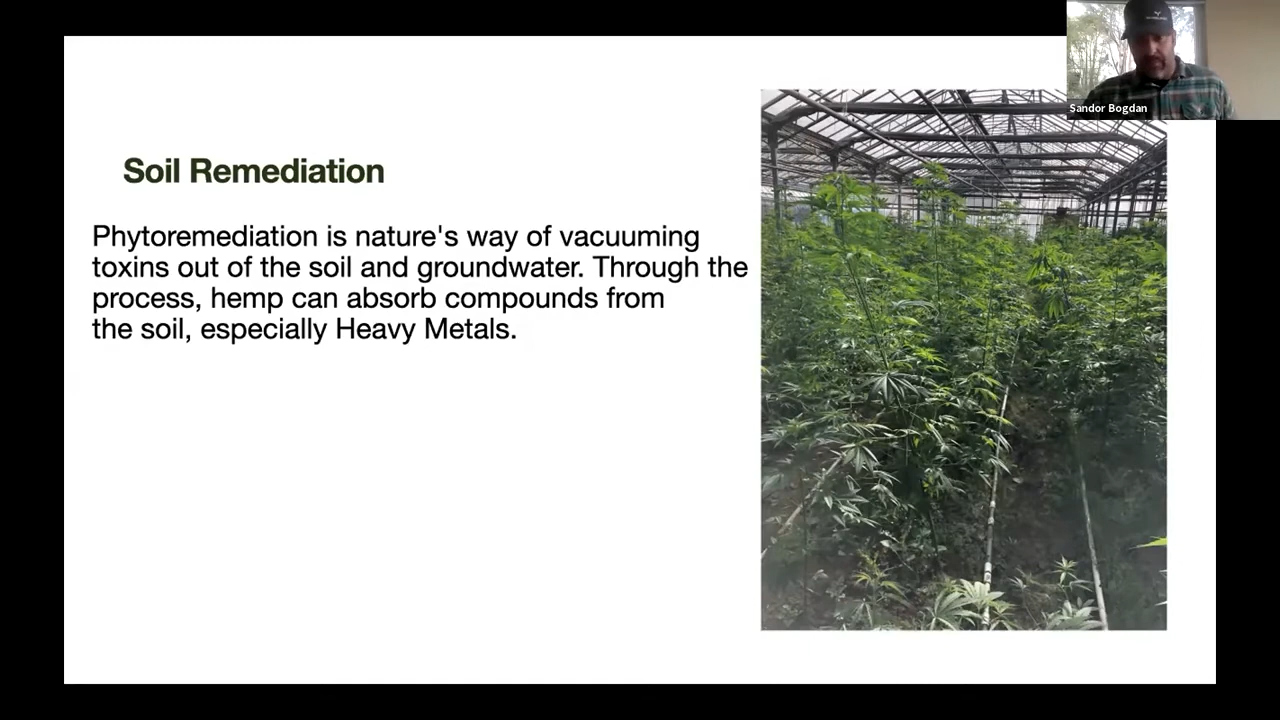 Sandor Bogdan
Soil Remediation
Phytoremediation is nature's way of vacuuming
toxins out of the soil and groundwater. Through the
process, hemp can absorb compounds from
the soil, especially Heavy Metals.